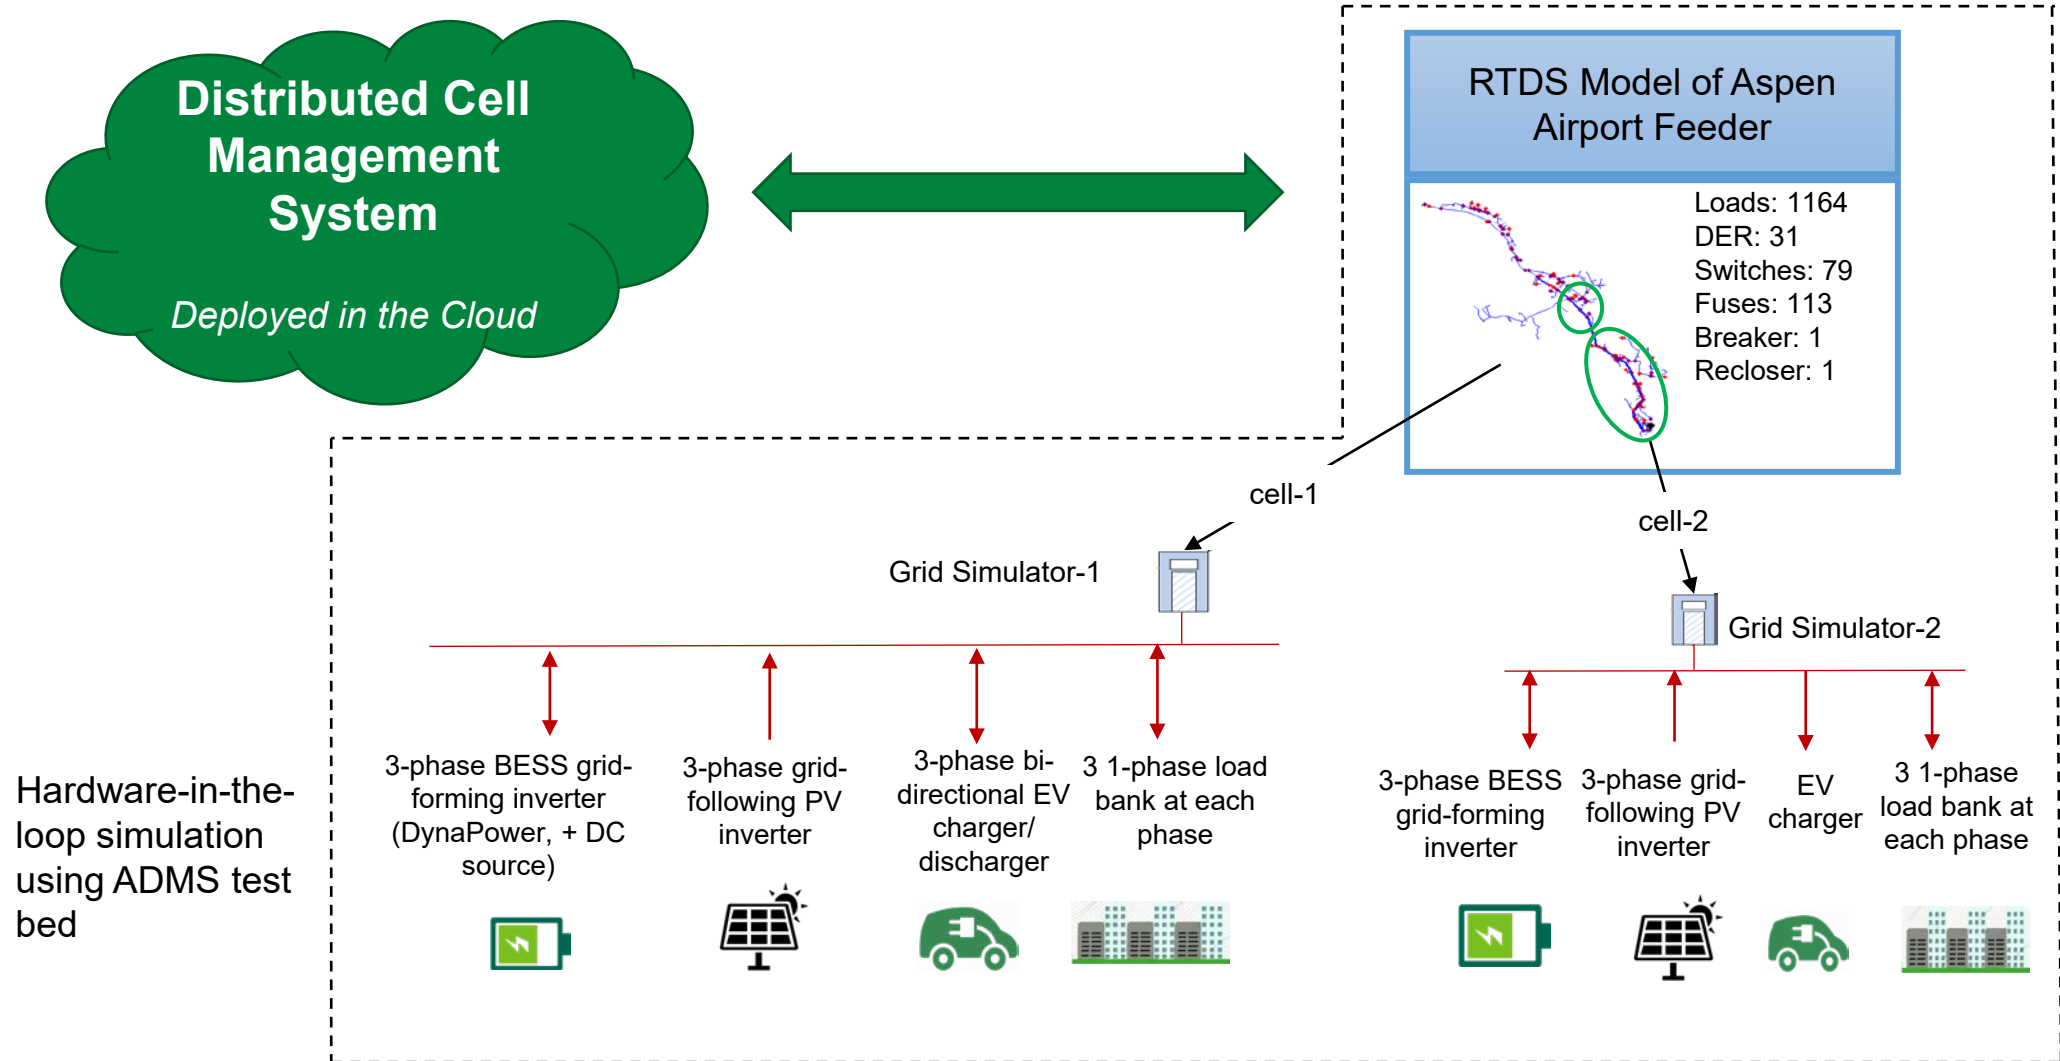 Distributed Cell
Management
System
Deployed in the Cloud
RTDS Model of Aspen
Airport Feeder
Loads: 1164
DER: 31
Switches: 79
Fuses: 113
Breaker: 1
Recloser: 1
cell-1
cell-2
Grid Simulator-1
Grid Simulator-2
3-phase BESS grid-
forming inverter
(DynaPower, + DC
source)
3-phase grid-
following PV
inverter
3-phase bi-
directional EV
charger/
discharger
3 1-phase load
bank at each
phase
3-phase BESS
grid-forming
inverter
3-phase grid-
following PV
inverter
EV
charger
3 1-phase
load bank at
each phase
Hardware-in-the-
loop simulation
using ADMS test
bed